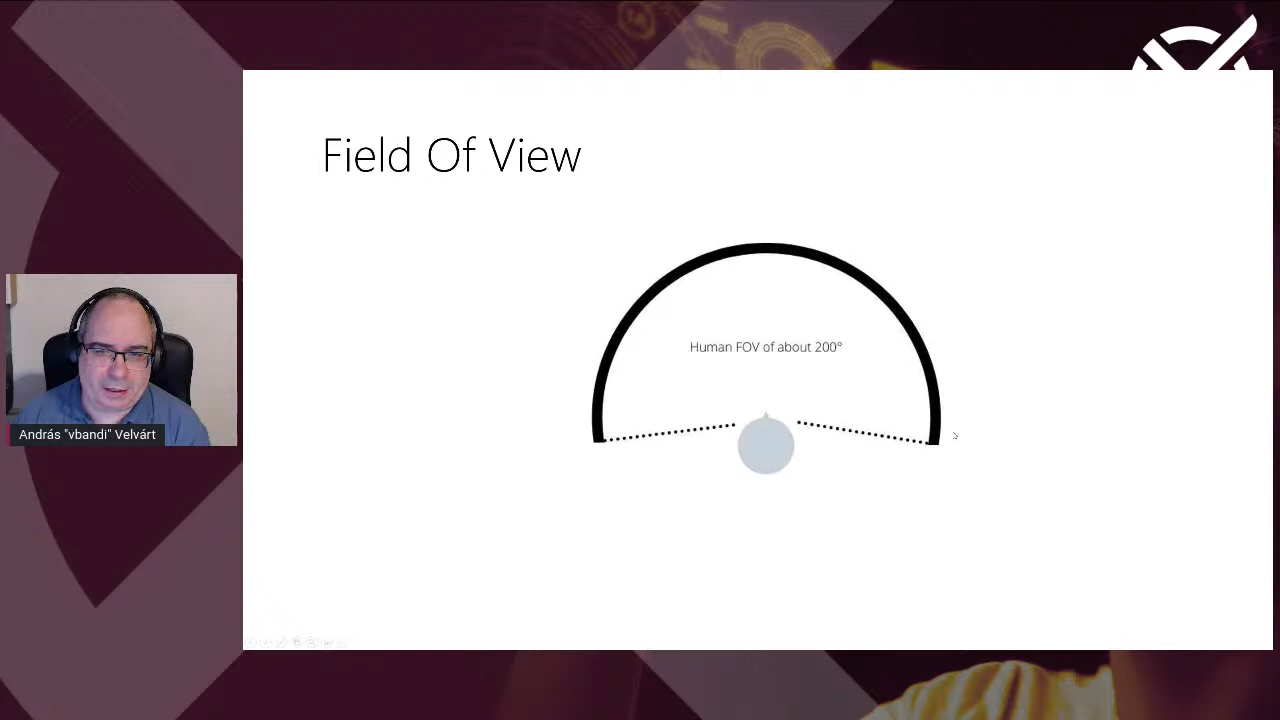 Field Of View
Human FOV of about 200°
András "vbandi" Velvárt